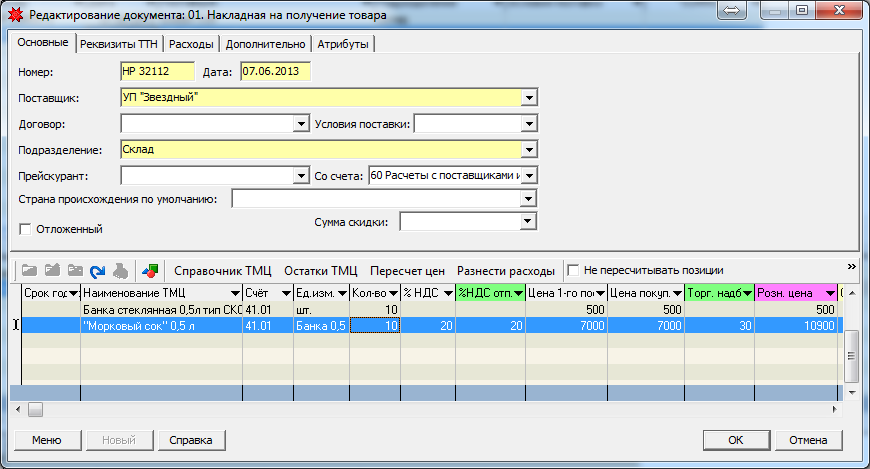 Редактирование документа: 01. Накладная на получение товара
Основные Реквизиты ТТН Расходы Дополнительно Атрибуты
Номер: НР 32112 Дата: 07.06.2013
Поставщик: УП "Звездный"
Договор: Условия поставки:
Подразделение: Склад
Прейскурант: Со счета: 60 Расчеты с поставщиками и
Страна происхождения по умолчанию:
Сумма скидки:
Отложенный
Справочник ТМЦ Остатки ТМЦ Пересчет цен Разнести расходы Не пересчитывать позиции »
Срок год Наименование ТМЦ Счёт Ед.изм. Кол-во % НДС %НДС отп. Цена 1-го по Цена покуп. Торг. надб Розн. цена
Банка стеклянная 0,5л тип СКО 41.01 шт. 10 500 500 500
"Морковый сок" 0,5 л 41.01 Банка 0,5 10 20 20 7000 7000 30 10900
Меню Новый Справка OK Отмена